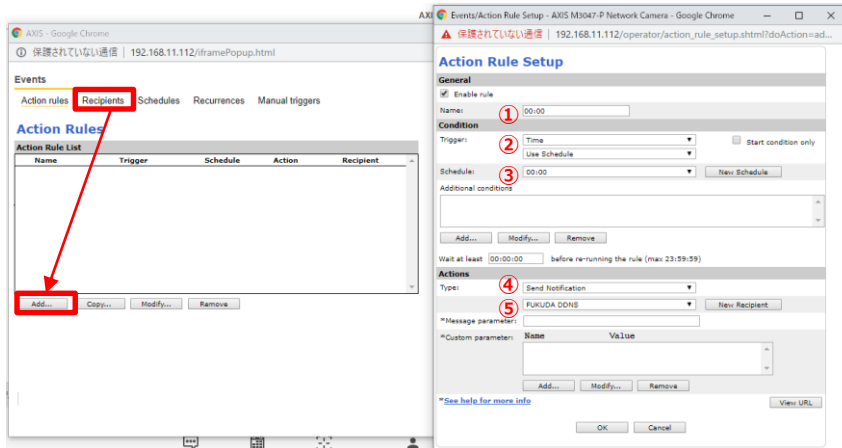 AXIS - Google Chrome
保護されていない通信 | 192.168.11.112/iframePopup.html
Events
Action rules Recipients Schedules Recurrences Manual triggers
Action Rules
Action Rule List
Name Trigger Schedule Action Recipient
Add... Copy... Modify... Remove
AXI
Events/Action Rule Setup - AXIS M3047-P Network Camera - Google Chrome
保護されていない通信 | 192.168.11.112/operator/action_rule_setup.shtml?doAction=ad...
Action Rule Setup
General
Enable rule
Name: ① 00:00
Condition
Trigger: ② Time Start condition only
Use Schedule
Schedule: ③ 00:00 New Schedule
Additional conditions
Add... Modify... Remove
Wait at least 00:00:00 before re-running the rule (max 23:59:59)
Actions
Type: ④ Send Notification
⑤ FUKUDA DDNS New Recipient
*Message parameter:
*Custom parameter: Name Value
Add... Modify... Remove
*See help for more info
View URL
OK Cancel